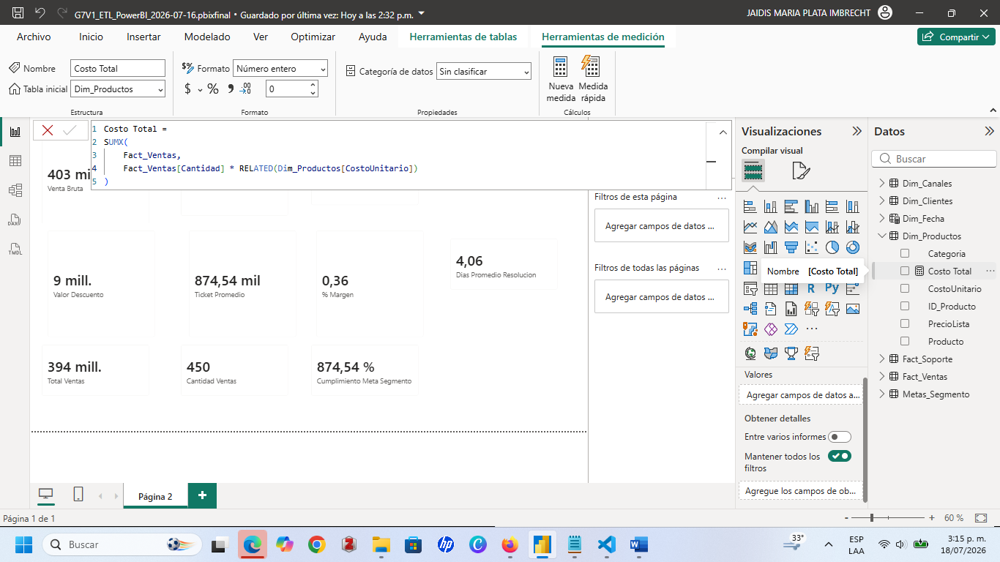 G7V1_ETL_PowerBI_2026-07-16.pbixfinal • Guardado por última vez: Hoy a las 2:32 p.m.
JAIDIS MARIA PLATA IMBRECHT
Archivo Inicio Insertar Modelado Ver Optimizar Ayuda Herramientas de tablas Herramientas de medición
Compartir
Nombre Costo Total
Tabla inicial Dim_Productos
Estructura
Formato Número entero
$ % 0
Formato
Categoría de datos Sin clasificar
Propiedades
Nueva medida
Medida rápida
Cálculos
1 Costo Total =
2 SUMX(
3 Fact_Ventas,
4 Fact_Ventas[Cantidad] * RELATED(Dim_Productos[CostoUnitario])
5 )
403 mi
Venta Bruta
9 mill.
Valor Descuento
874,54 mil
Ticket Promedio
0,36
% Margen
4,06
Dias Promedio Resolucion
394 mill.
Total Ventas
450
Cantidad Ventas
874,54 %
Cumplimiento Meta Segmento
Filtros de esta página
Agregar campos de datos ...
Filtros de todas las páginas
Agregar campos de datos ...
Visualizaciones
Compilar visual
R Py
Nombre [Costo Total]
Valores
Agregar campos de datos a...
Obtener detalles
Entre varios informes
Mantener todos los
filtros
Agregue los campos de ob...
Datos
Buscar
Dim_Canales
Dim_Clientes
Dim_Fecha
Dim_Productos
Categoria
Costo Total
CostoUnitario
ID_Producto
PrecioLista
Producto
Fact_Soporte
Fact_Ventas
Metas_Segmento
DAX
TMDL
Página 2
Página 1 de 1
- + 60 %
Buscar
33°
ESP
LAA
3:15 p. m.
18/07/2026